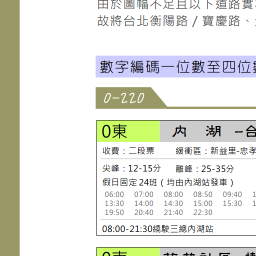 由於圖幅不足且以下道路
故將台北衡陽路/寶慶路、
數字編碼一位數至四位
0-220
0東 內 湖 -
收費：二段票 緩衝區：新益里-忠孝
尖峰：12-15分 離峰：25-35分
假日固定24班（均由內湖站發車）
06:00 07:00 08:00 08:50 09:40
13:30 14:00 14:30 15:00 15:30
19:50 20:40 21:40 22:30
08:00-21:30繞駛三總內湖站
0東